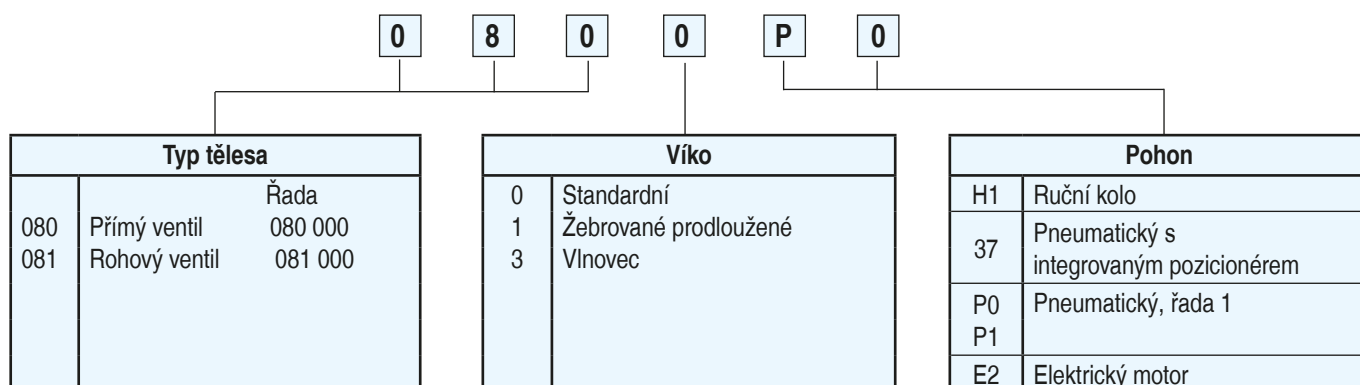 0 8 0 0 P 0
Typ tělesa
Řada
080 Přímý ventil 080 000
081 Rohový ventil 081 000
Víko
0 Standardní
1 Žebrované prodloužené
3 Vlnovec
Pohon
H1 Ruční kolo
37 Pneumatický s
integrovaným pozicionérem
P0 Pneumatický, řada 1
P1
E2 Elektrický motor